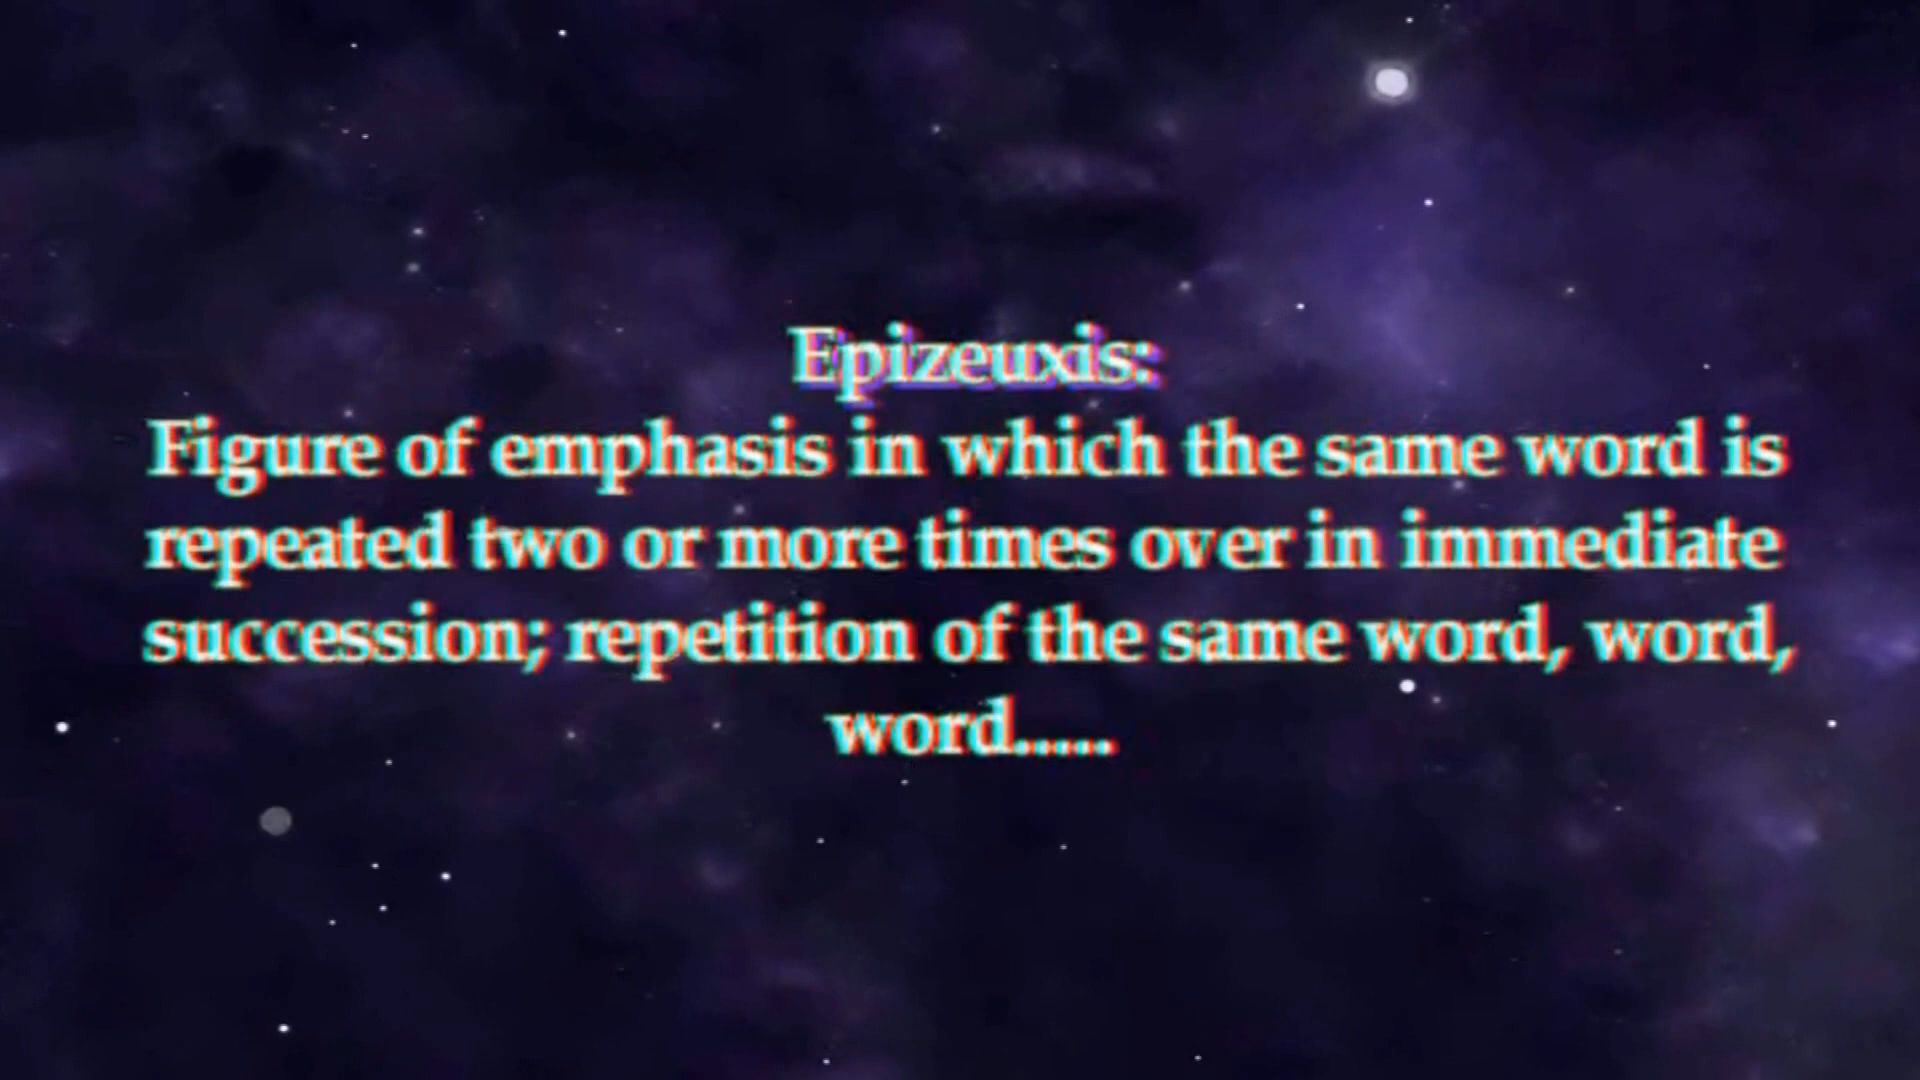 Epizeuxis:
Figure of emphasis in which the same word is
repeated two or more times over in immediate
succession; repetition of the same word, word,
word.....